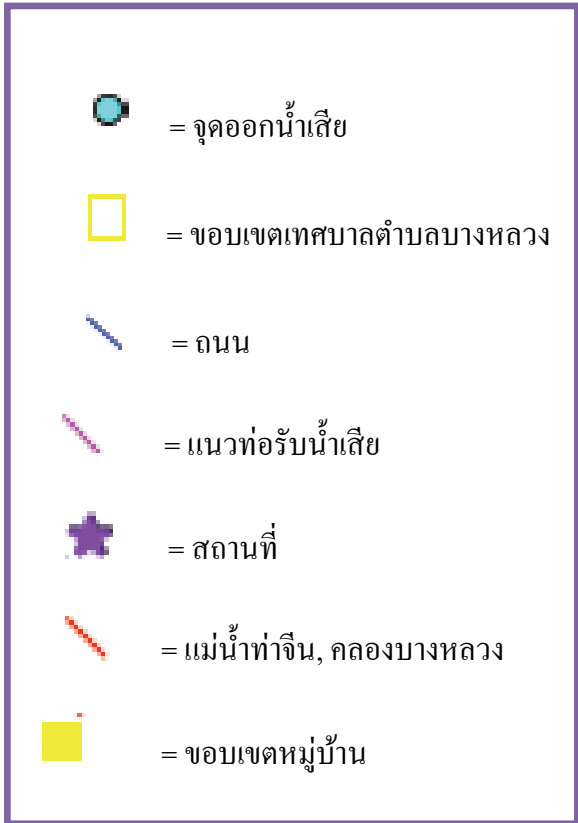 = จุดออกน้ำเสีย
= ขอบเขตเทศบาลตำบลบางหลวง
= ถนน
= แนวท่อรับน้ำเสีย
= สถานที่
= แม่น้ำท่าจีน, คลองบางหลวง
= ขอบเขตหมู่บ้าน